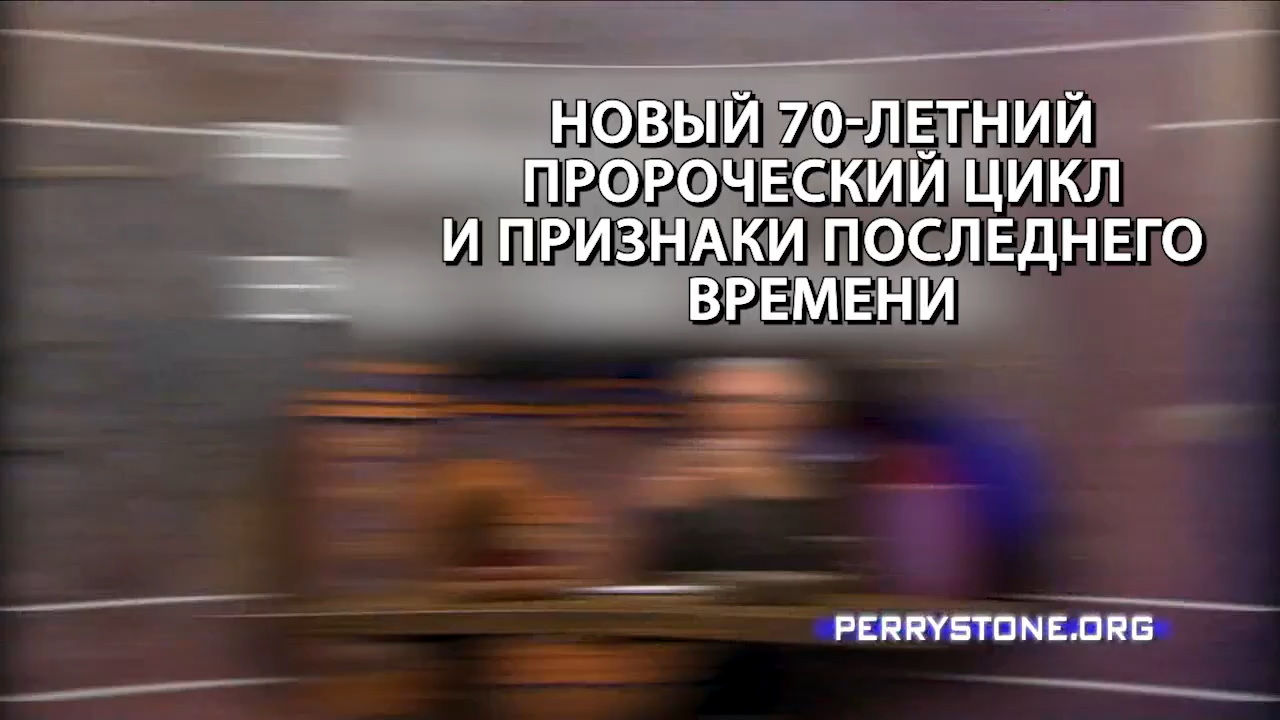 НОВЫЙ 70-ЛЕТНИЙ
ПРОРОЧЕСКИЙ ЦИКЛ
И ПРИЗНАКИ ПОСЛЕДНЕГО
ВРЕМЕНИ
PERRYSTONE.ORG